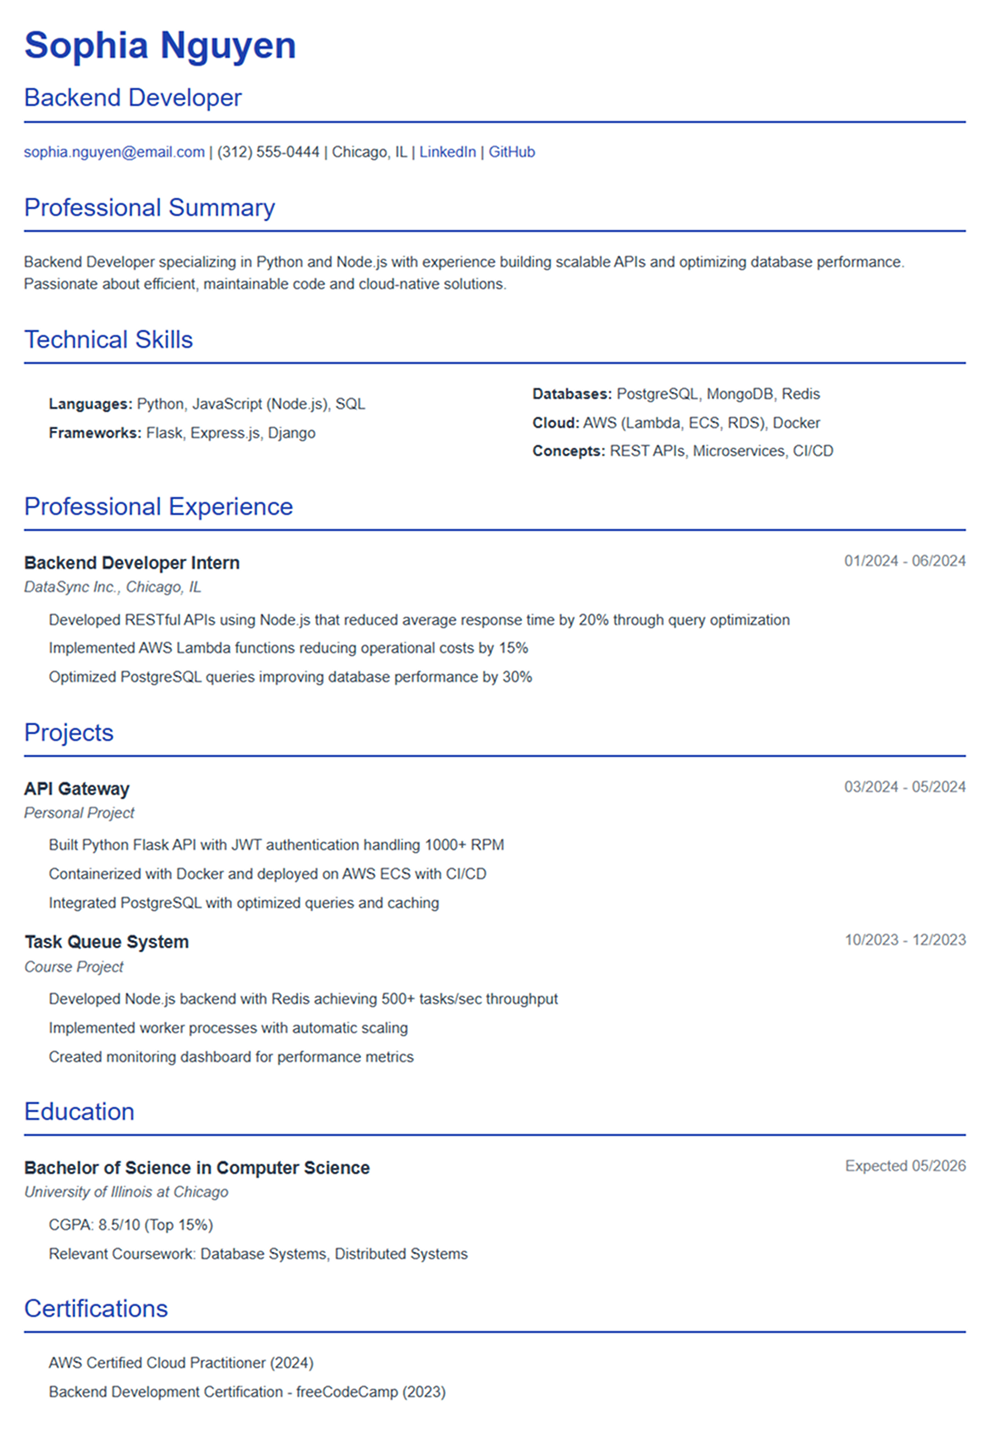 Sophia Nguyen
Backend Developer
sophia.nguyen@email.com | (312) 555-0444 | Chicago, IL | LinkedIn | GitHub
Professional Summary
Backend Developer specializing in Python and Node.js with experience building scalable APIs and optimizing database performance.
Passionate about efficient, maintainable code and cloud-native solutions.
Technical Skills
Languages: Python, JavaScript (Node.js), SQL
Frameworks: Flask, Express.js, Django
Databases: PostgreSQL, MongoDB, Redis
Cloud: AWS (Lambda, ECS, RDS), Docker
Concepts: REST APIs, Microservices, CI/CD
Professional Experience
Backend Developer Intern 01/2024 - 06/2024
DataSync Inc., Chicago, IL
Developed RESTful APIs using Node.js that reduced average response time by 20% through query optimization
Implemented AWS Lambda functions reducing operational costs by 15%
Optimized PostgreSQL queries improving database performance by 30%
Projects
API Gateway 03/2024 - 05/2024
Personal Project
Built Python Flask API with JWT authentication handling 1000+ RPM
Containerized with Docker and deployed on AWS ECS with CI/CD
Integrated PostgreSQL with optimized queries and caching
Task Queue System 10/2023 - 12/2023
Course Project
Developed Node.js backend with Redis achieving 500+ tasks/sec throughput
Implemented worker processes with automatic scaling
Created monitoring dashboard for performance metrics
Education
Bachelor of Science in Computer Science Expected 05/2026
University of Illinois at Chicago
CGPA: 8.5/10 (Top 15%)
Relevant Coursework: Database Systems, Distributed Systems
Certifications
AWS Certified Cloud Practitioner (2024)
Backend Development Certification - freeCodeCamp (2023)